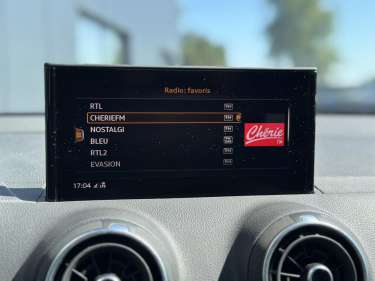 Radio: favoris
RTL
CHERIEFM
NOSTALGI
BLEU
RTL2
EVASION
Chérie
FM
17:04